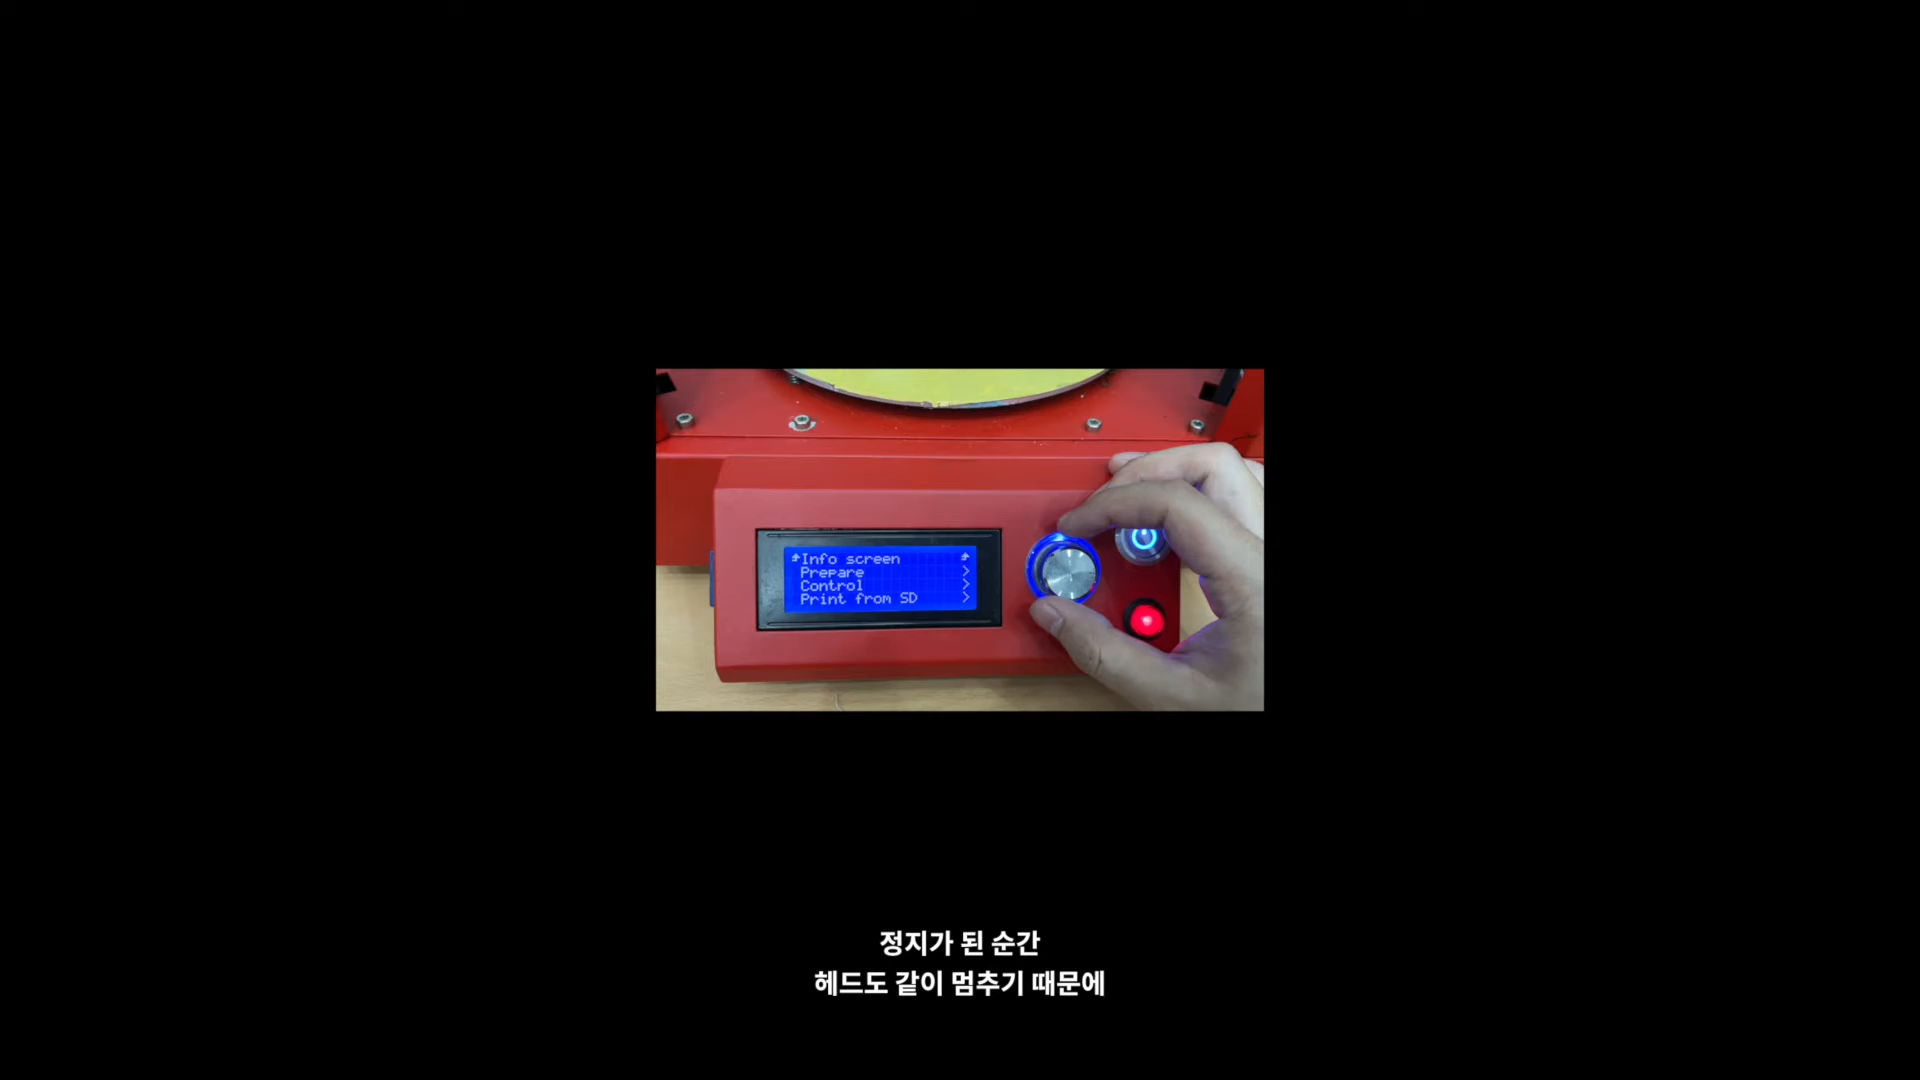 Info screen
Prepare
Control
Print from SD
정지가 된 순간
헤드도 같이 멈추기 때문에